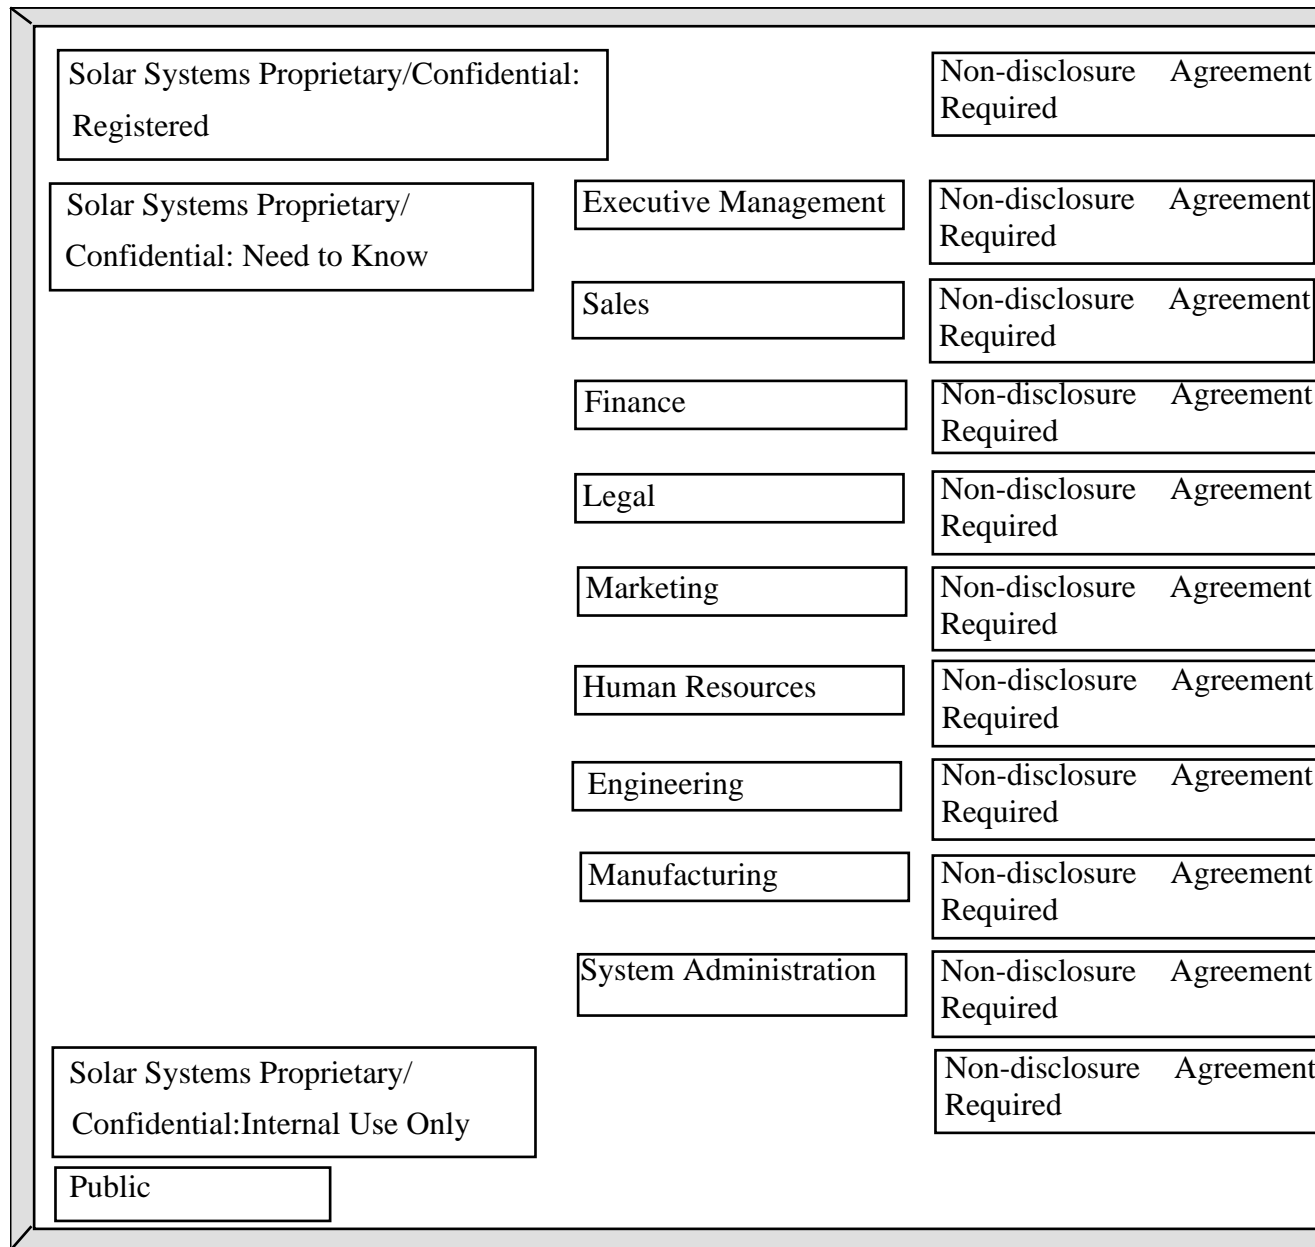 Solar Systems Proprietary/Confidential:
Registered
Non-disclosure Agreement
Required
Solar Systems Proprietary/
Confidential: Need to Know
Executive Management
Non-disclosure Agreement
Required
Sales
Non-disclosure Agreement
Required
Finance
Non-disclosure Agreement
Required
Legal
Non-disclosure Agreement
Required
Marketing
Non-disclosure Agreement
Required
Human Resources
Non-disclosure Agreement
Required
Engineering
Non-disclosure Agreement
Required
Manufacturing
Non-disclosure Agreement
Required
System Administration
Non-disclosure Agreement
Required
Solar Systems Proprietary/
Confidential:Internal Use Only
Non-disclosure Agreement
Required
Public